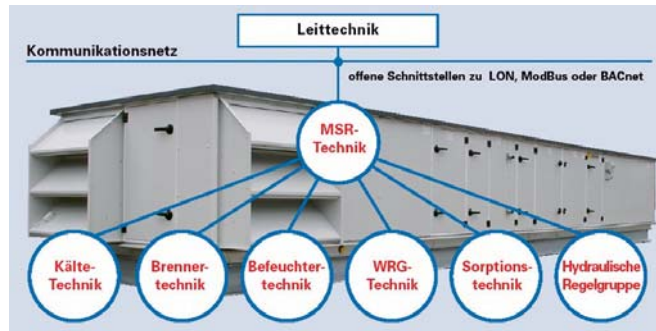 Leittechnik
Kommunikationsnetz
offene Schnittstellen zu LON, ModBus oder BACnet
MSR-
Technik
Kälte-
Technik
Brenner-
technik
Befeuchter-
technik
WRG-
Technik
Sorptions-
technik
Hydraulische
Regelgruppe